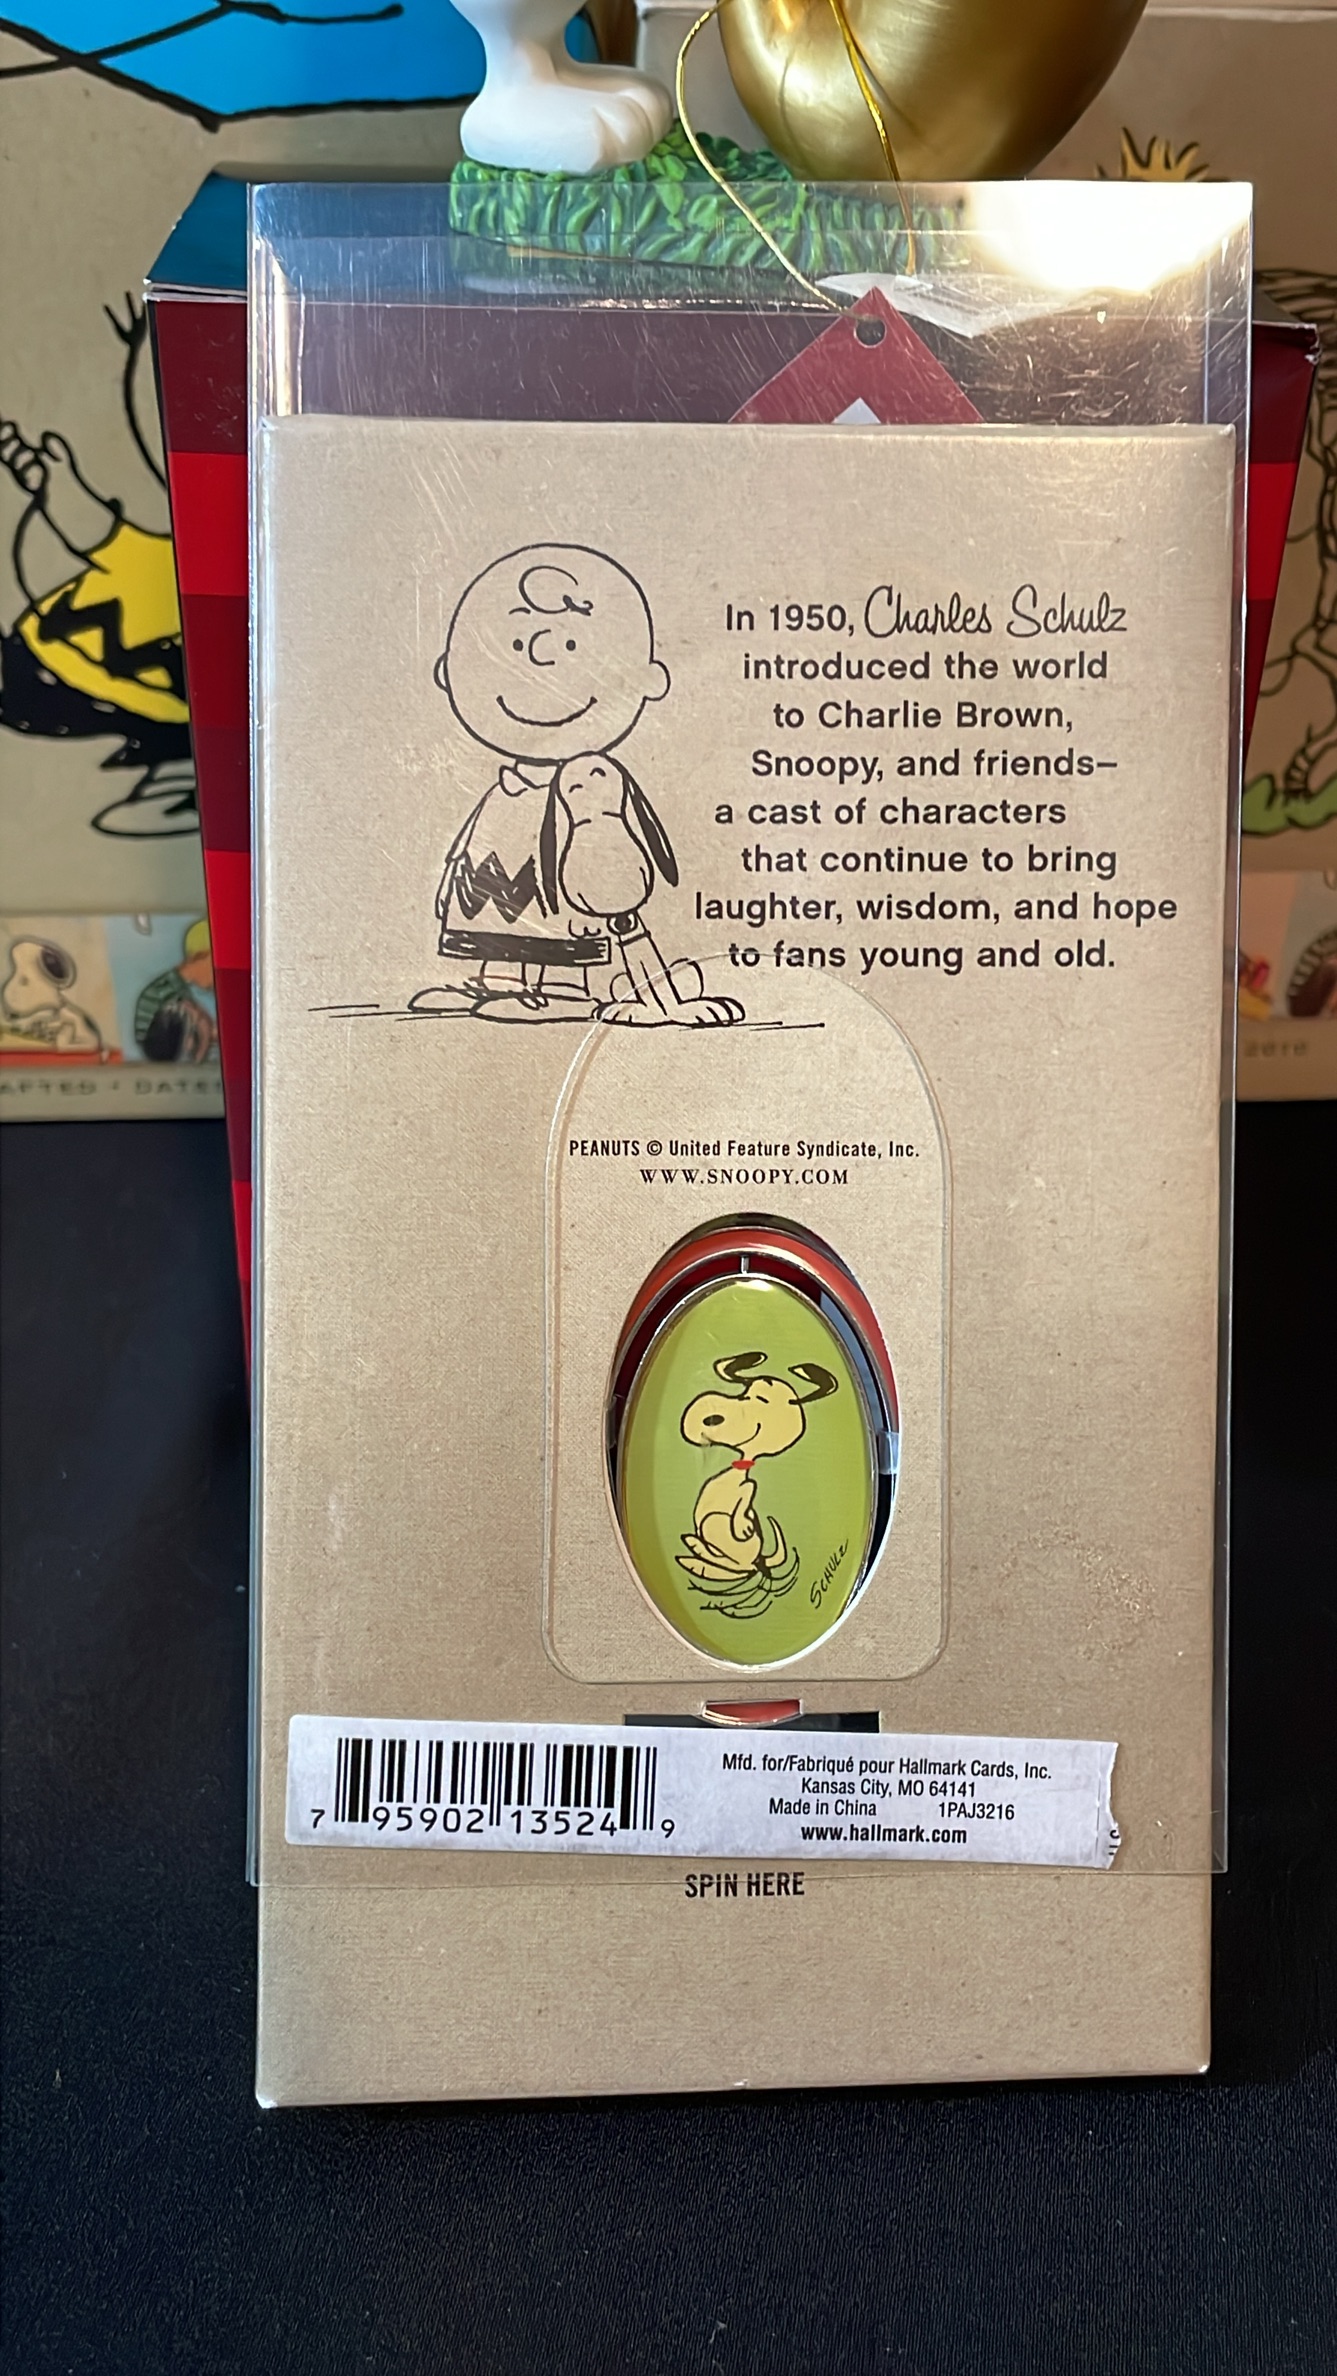 In 1950, Charles Schulz
introduced the world
to Charlie Brown,
Snoopy, and friends–
a cast of characters
that continue to bring
laughter, wisdom, and hope
to fans young and old.
AFTED • DATE
2010
PEANUTS © United Feature Syndicate, Inc.
WWW.SNOOPY.COM
SCHULZ
7 95902 13524 9
Mfd. for/Fabriqué pour Hallmark Cards, Inc.
Kansas City, MO 64141
Made in China 1PAJ3216
www.hallmark.com
SPIN HERE